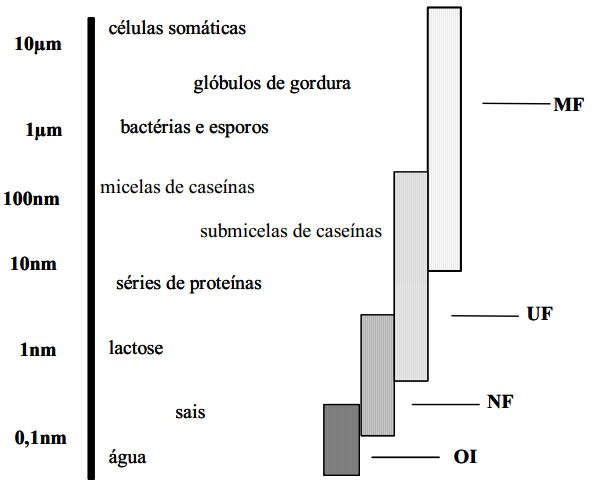 células somáticas
10µm
glóbulos de gordura
MF
bactérias e esporos
1µm
micelas de caseínas
100nm
submicelas de caseínas
10nm
séries de proteínas
UF
lactose
1nm
NF
sais
0,1nm
água
OI